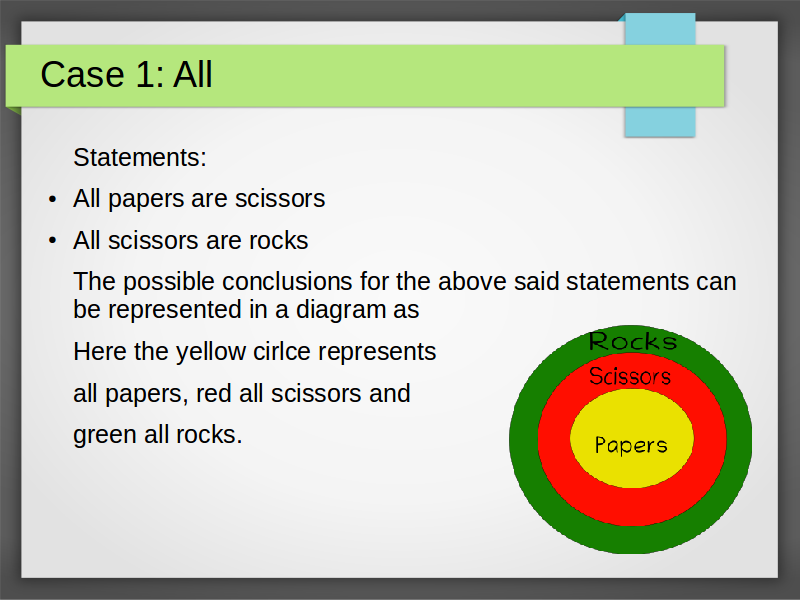 Case 1: All
Statements:
• All papers are scissors
• All scissors are rocks
The possible conclusions for the above said statements can
be represented in a diagram as
Here the yellow cirlce represents
all papers, red all scissors and
green all rocks.
Rocks
Scissors
Papers